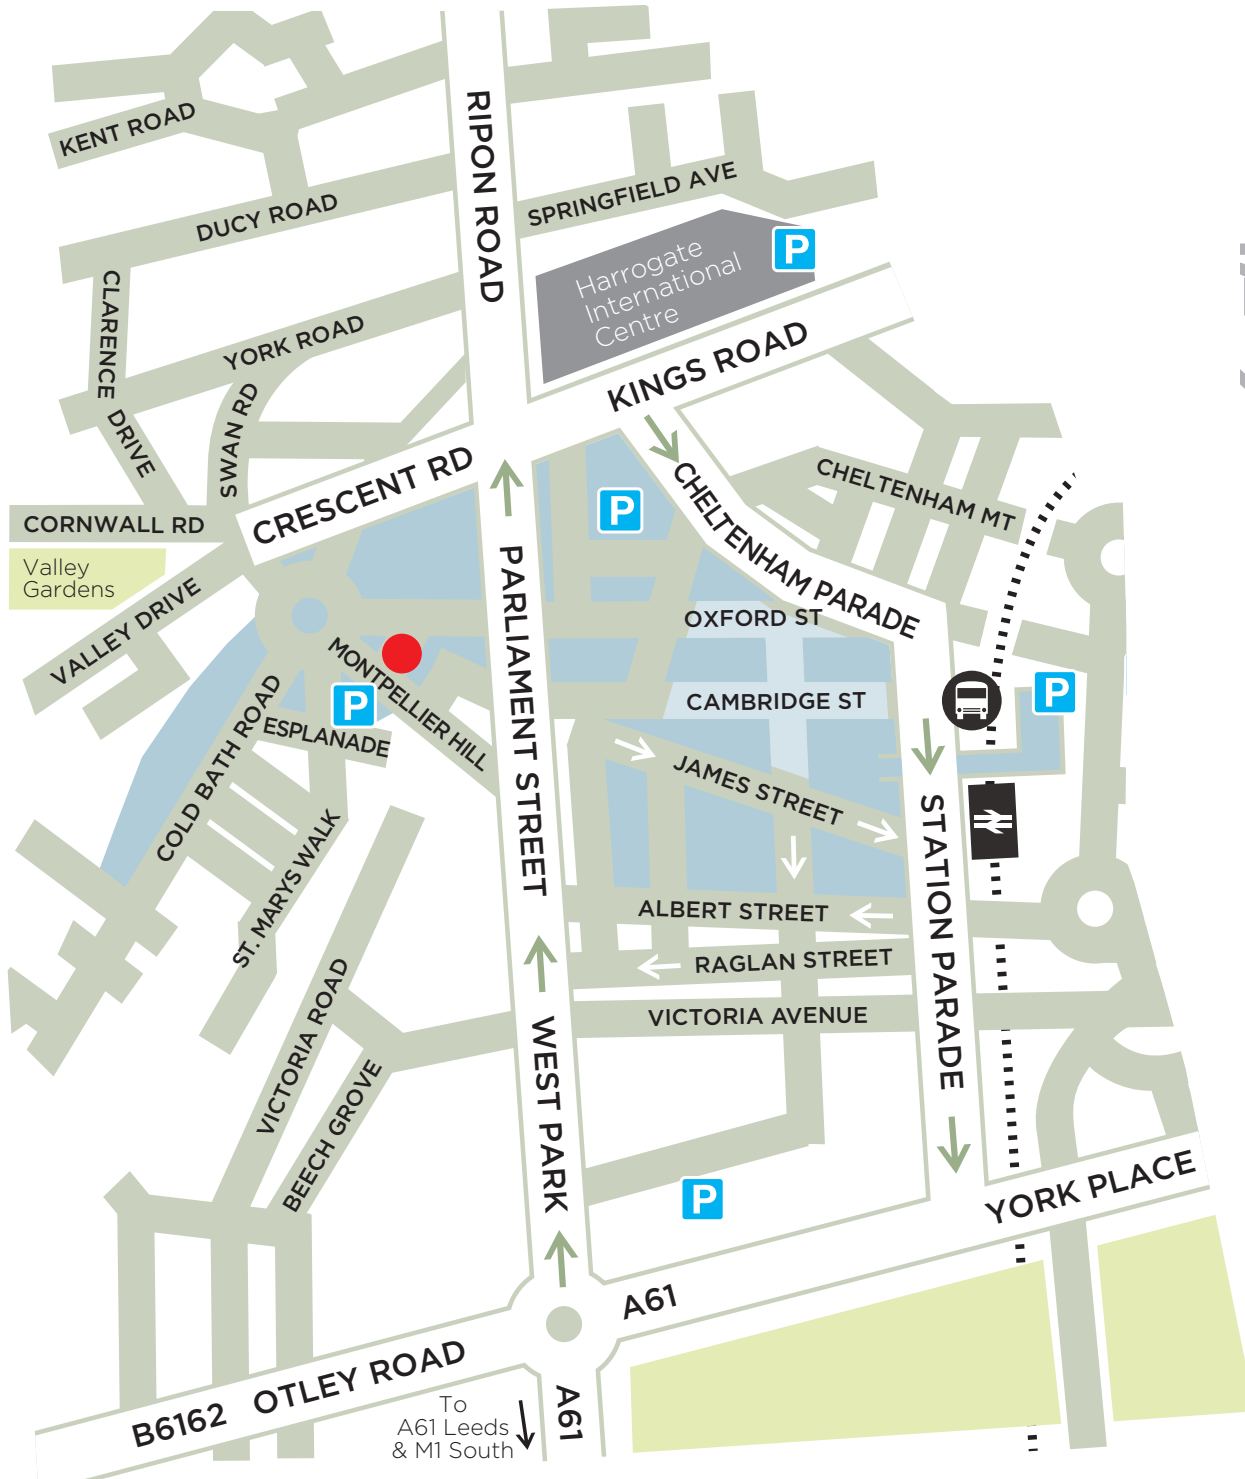 KENT ROAD
RIPON ROAD
DUCY ROAD
SPRINGFIELD AVE
P
Harrogate
International
Centre
CLARENCE DRIVE
YORK ROAD
KINGS ROAD
SWAN RD
CRESCENT RD
CHELTENHAM MT
CORNWALL RD
P
Valley
Gardens
CHELTENHAM PARADE
VALLEY DRIVE
OXFORD ST
PARLIAMENT STREET
MONTPELLIER HILL
CAMBRIDGE ST
P
P
COLD BATH ROAD
ESPLANADE
JAMES STREET
STATION PARADE
ST. MARYS WALK
ALBERT STREET
RAGLAN STREET
VICTORIA AVENUE
VICTORIA ROAD
WEST PARK
BEECH GROVE
P
YORK PLACE
A61
B6162 OTLEY ROAD
A61
To
A61 Leeds
& M1 South